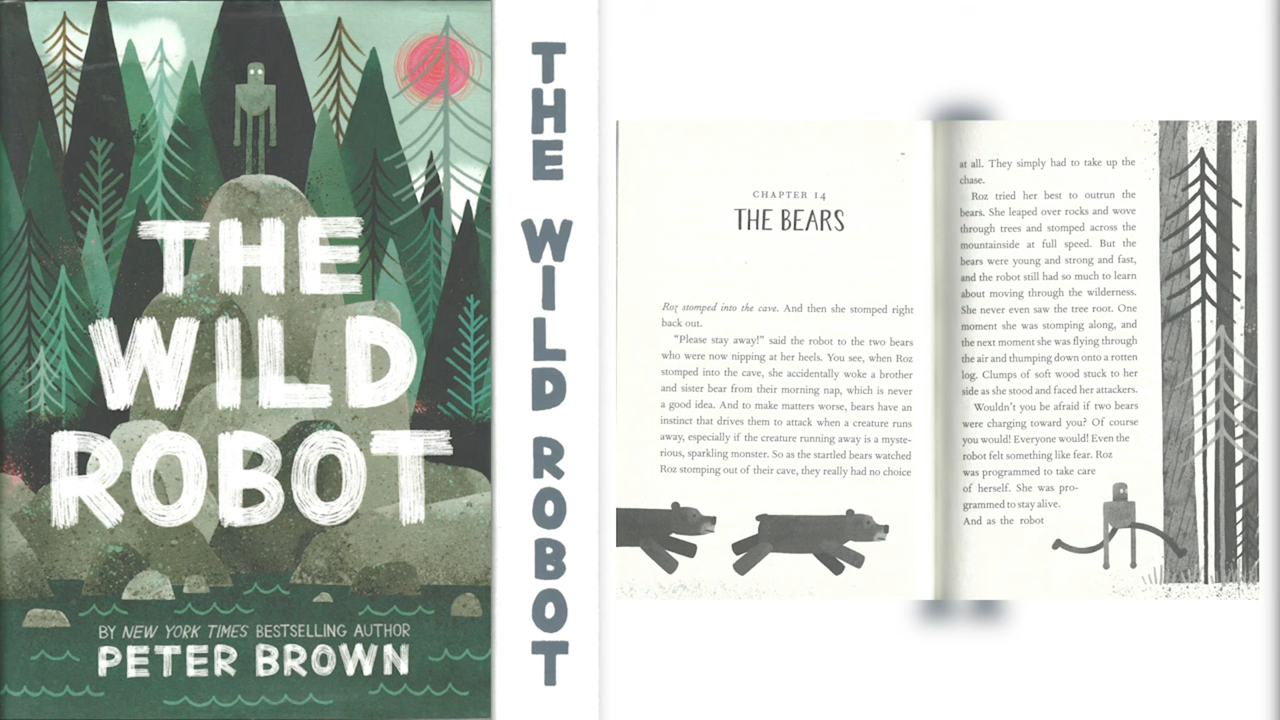 THE
WILD
ROBOT
BY NEW YORK TIMES BESTSELLING AUTHOR
PETER BROWN
THE WILD ROBOT
CHAPTER 14
THE BEARS
Roz stomped into the cave. And then she stomped right
back out.
“Please stay away!” said the robot to the two bears
who were now nipping at her heels. You see, when Roz
stomped into the cave, she accidentally woke a brother
and sister bear from their morning nap, which is never
a good idea. And to make matters worse, bears have an
instinct that drives them to attack when a creature runs
away, especially if the creature running away is a myste-
rious, sparkling monster. So as the startled bears watched
Roz stomping out of their cave, they really had no choice
at all. They simply had to take up the
chase.
Roz tried her best to outrun the
bears. She leaped over rocks and wove
through trees and stomped across the
mountainside at full speed. But the
bears were young and strong and fast,
and the robot still had so much to learn
about moving through the wilderness.
She never even saw the tree root. One
moment she was stomping along, and
the next moment she was flying through
the air and thumping down onto a rotten
log. Clumps of soft wood stuck to her
side as she stood and faced her attackers.
Wouldn’t you be afraid if two bears
were charging toward you? Of course
you would! Everyone would! Even the
robot felt something like fear. Roz
was programmed to take care
of herself. She was pro-
grammed to stay alive.
And as the robot